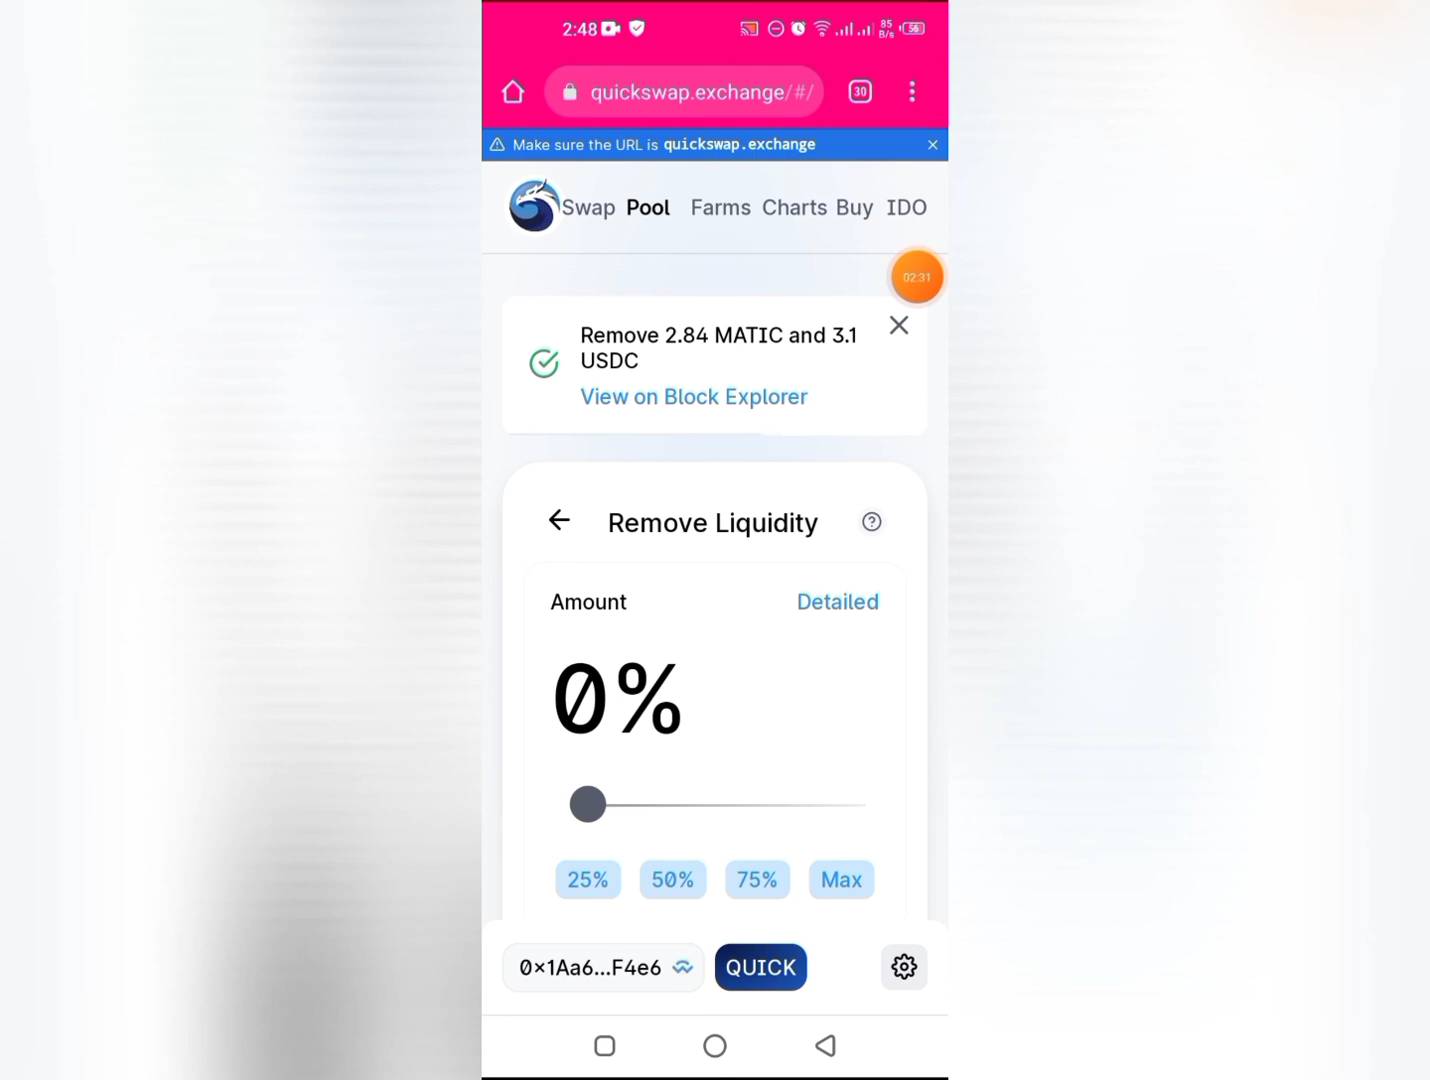 2:48 85 B/s 56
quickswap.exchange/#/ 30
Make sure the URL is quickswap.exchange
Swap Pool Farms Charts Buy IDO
02:31
Remove 2.84 MATIC and 3.1
USDC
View on Block Explorer
Remove Liquidity
Amount Detailed
0%
25% 50% 75% Max
0×1Aa6...F4e6 QUICK